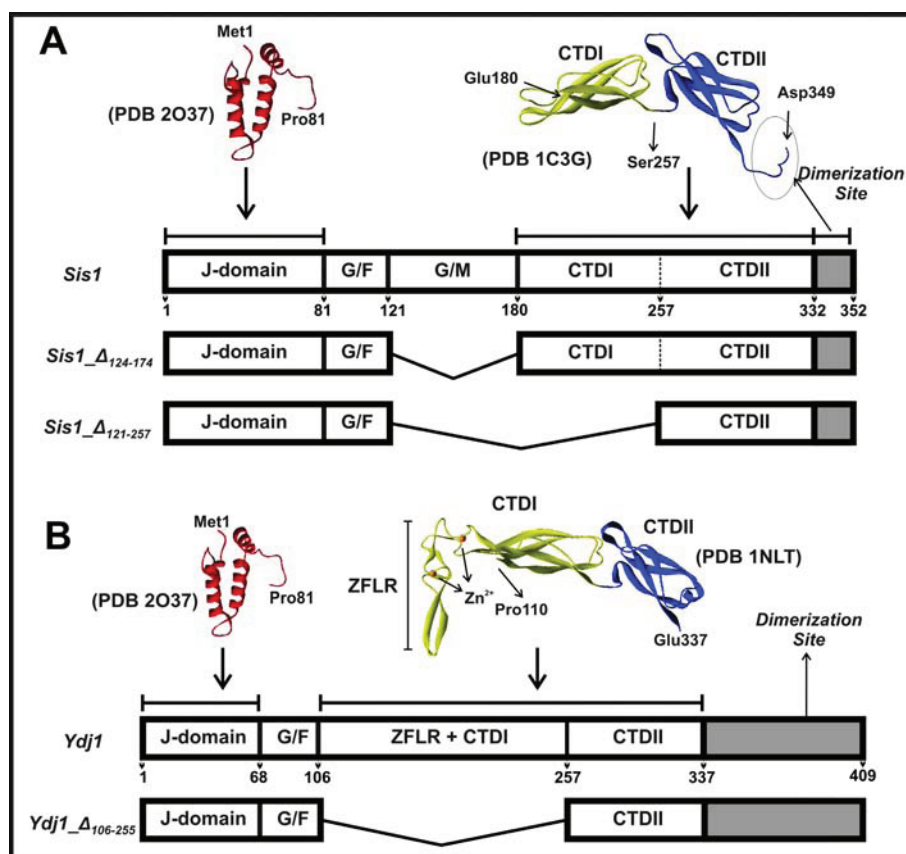 A
Met1
(PDB 2O37)
Pro81
CTDI
CTDII
Glu180
Asp349
(PDB 1C3G)
Ser257
Dimerization
Site
Sis1
J-domain
G/F
G/M
CTDI
CTDII
1
81
121
180
257
332
352
Sis1_Δ124-174
J-domain
G/F
CTDI
CTDII
Sis1_Δ121-257
J-domain
G/F
CTDII
B
Met1
(PDB 2O37)
Pro81
CTDI
CTDII
(PDB 1NLT)
ZFLR
Zn2+
Pro110
Glu337
Dimerization
Site
Ydj1
J-domain
G/F
ZFLR + CTDI
CTDII
1
68
106
257
337
409
Ydj1_Δ106-255
J-domain
G/F
CTDII